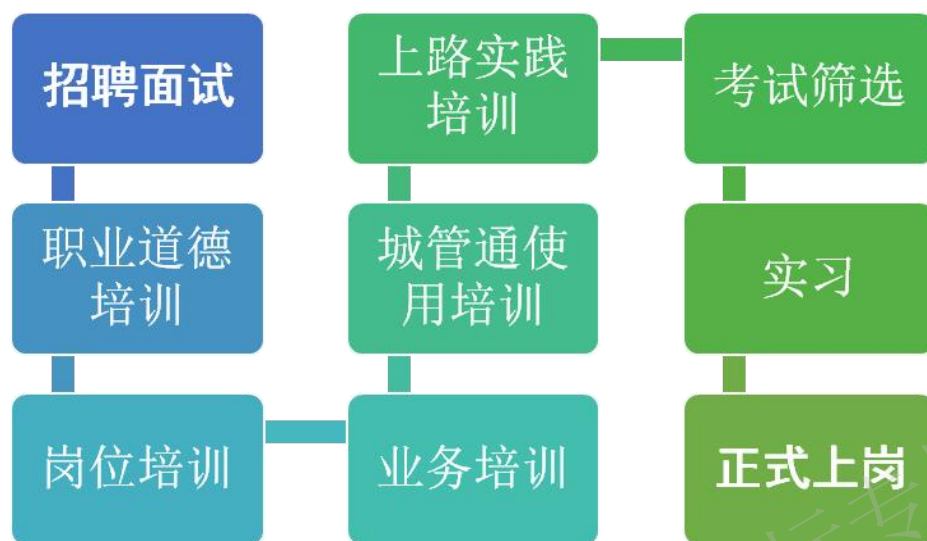 招聘面试
职业道德
培训
岗位培训
业务培训
城管通使
用培训
上路实践
培训
考试筛选
实习
正式上岗